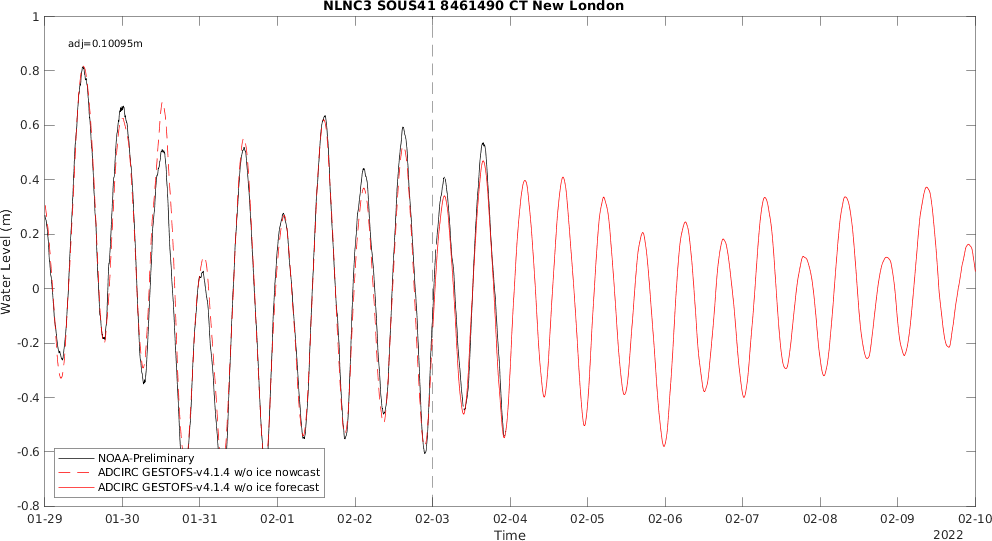 NLNC3 SOUS41 8461490 CT New London
adj=0.10095m
Water Level (m)
1
0.8
0.6
0.4
0.2
0
-0.2
-0.4
-0.6
-0.8
NOAA-Preliminary
ADCIRC GESTOFS-v4.1.4 w/o ice nowcast
ADCIRC GESTOFS-v4.1.4 w/o ice forecast
01-29 01-30 01-31 02-01 02-02 02-03 02-04 02-05 02-06 02-07 02-08 02-09 02-10
Time
2022